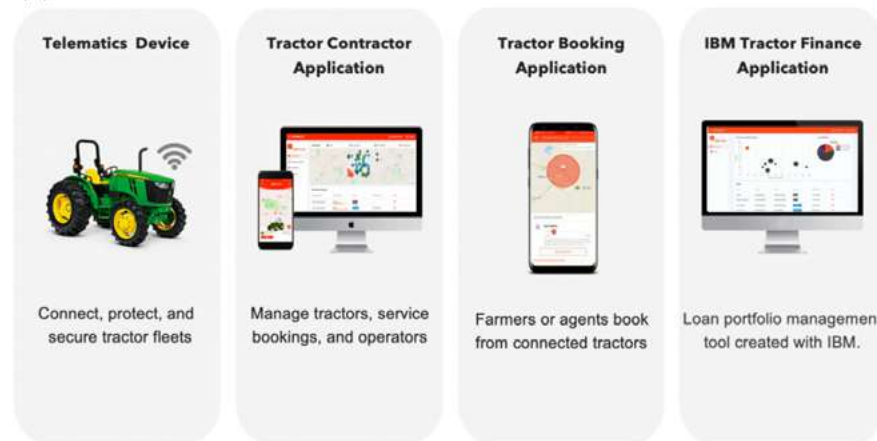 Telematics Device
Connect, protect, and
secure tractor fleets
Tractor Contractor
Application
Manage tractors, service
bookings, and operators
Tractor Booking
Application
Farmers or agents book
from connected tractors
IBM Tractor Finance
Application
Loan portfolio managemen
tool created with IBM.